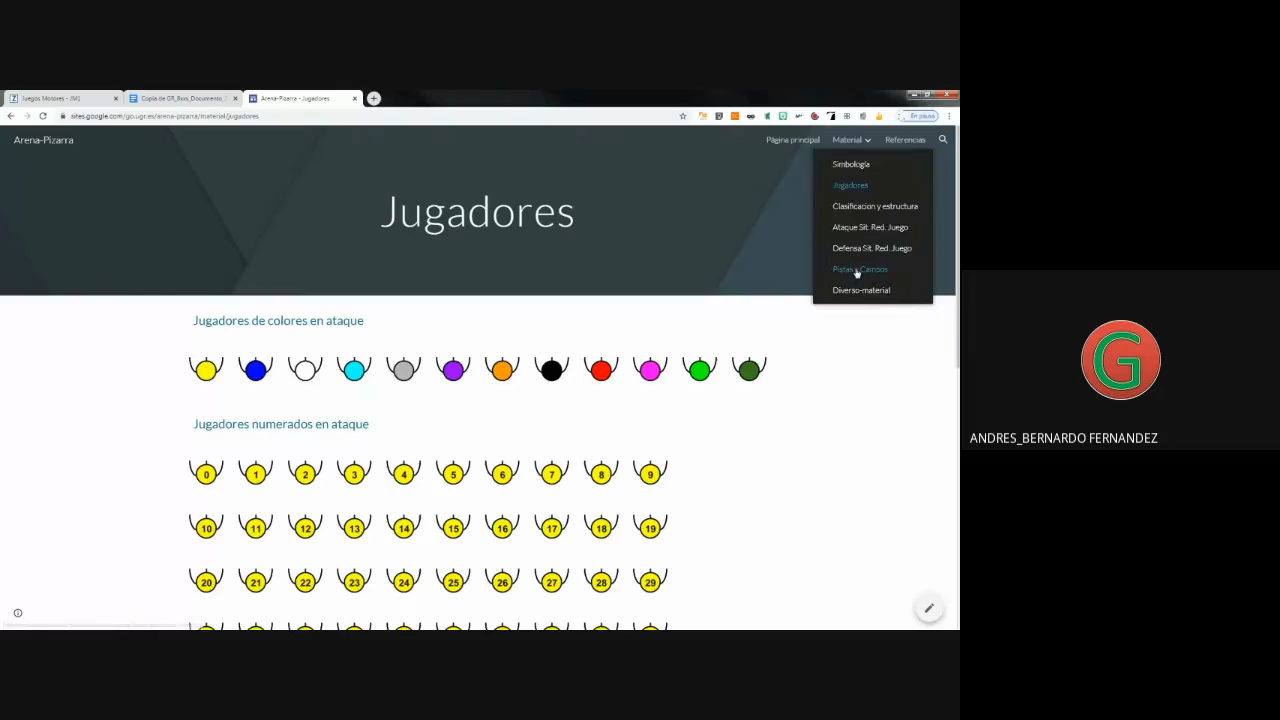 Juegos Motores - JM1
Copia de GR_8xxs_Documento_
Arena-Pizarra - Jugadores
sites.google.com/go.ugr.es/arena-pizarra/material/jugadores
En pausa
Arena-Pizarra
Página principal
Material
Referencias
Simbología
Jugadores
Clasificacion y estructura
Ataque Sit. Red. Juego
Defensa Sit. Red. Juego
Pistas y Campos
Diverso-material
Jugadores
Jugadores de colores en ataque
Jugadores numerados en ataque
0 1 2 3 4 5 6 7 8 9
10 11 12 13 14 15 16 17 18 19
20 21 22 23 24 25 26 27 28 29
G
ANDRES_BERNARDO FERNANDEZ